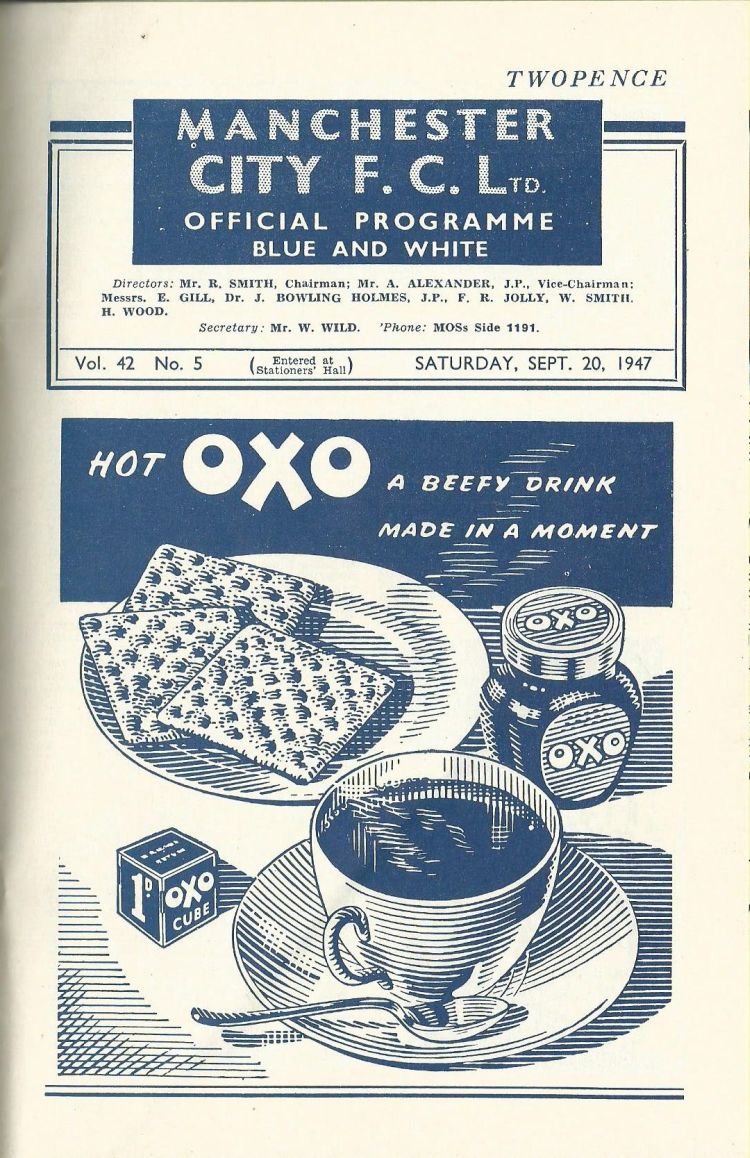 TWOPENCE
MANCHESTER
CITY F. C. LTD.
OFFICIAL PROGRAMME
BLUE AND WHITE
Directors: Mr. R. SMITH, Chairman; Mr. A. ALEXANDER, J.P., Vice-Chairman;
Messrs. E. GILL, Dr. J. BOWLING HOLMES, J.P., F. R. JOLLY, W. SMITH.
H. WOOD.
Secretary: Mr. W. WILD. 'Phone: MOSs Side 1191.
Vol. 42 No. 5 (Entered at Stationers' Hall) SATURDAY, SEPT. 20, 1947
HOT OXO A BEEFY DRINK
MADE IN A MOMENT
OXO
OXO
1D
OXO
CUBE